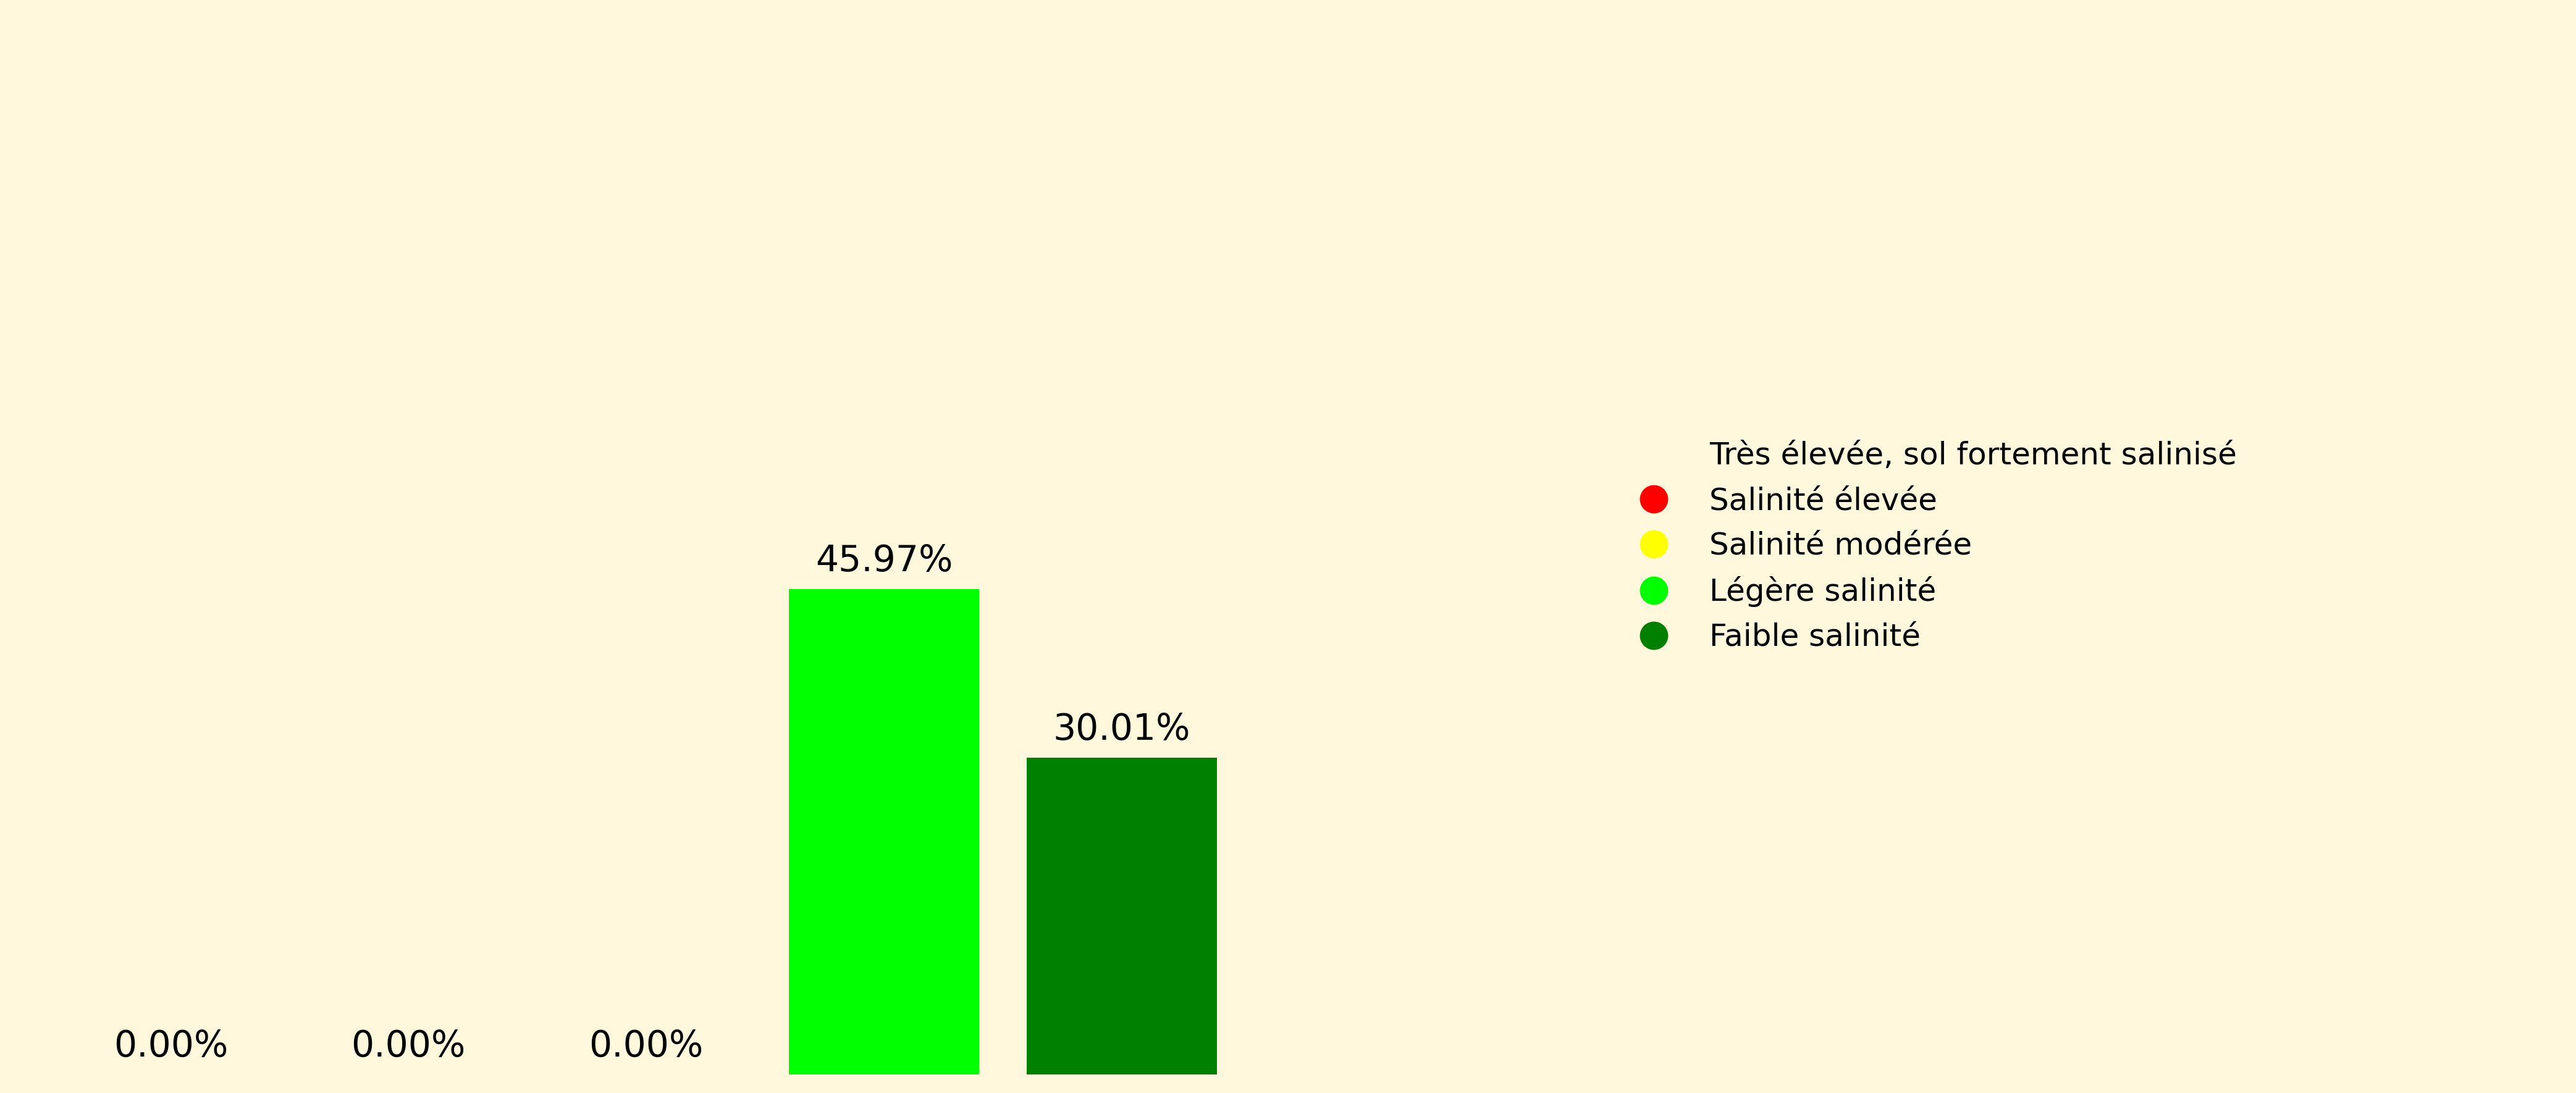 45.97%
30.01%
0.00%
0.00%
0.00%
Très élevée, sol fortement salinisé
Salinité élevée
Salinité modérée
Légère salinité
Faible salinité